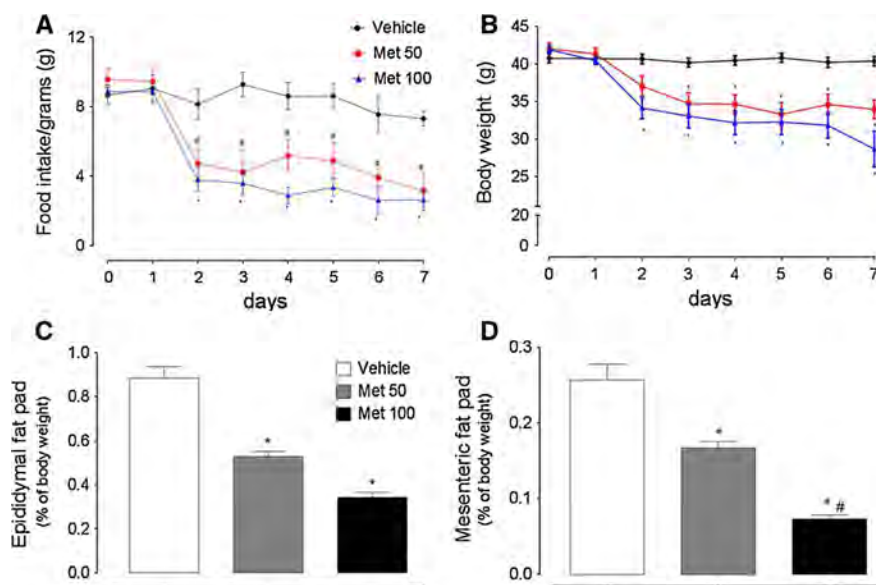 A
Food intake/grams (g)
12
8
4
0
Vehicle
Met 50
Met 100
# # # # # #
* * * * * *
0 1 2 3 4 5 6 7
days
B
Body weight (g)
45
40
35
30
25
20
0
0 1 2 3 4 5 6 7
days
C
Epididymal fat pad
(% of body weight)
1.0
0.8
0.6
0.4
0.2
0.0
Vehicle
Met 50
Met 100
*
*
D
Mesenteric fat pad
(% of body weight)
0.3
0.2
0.1
0.0
*
* #